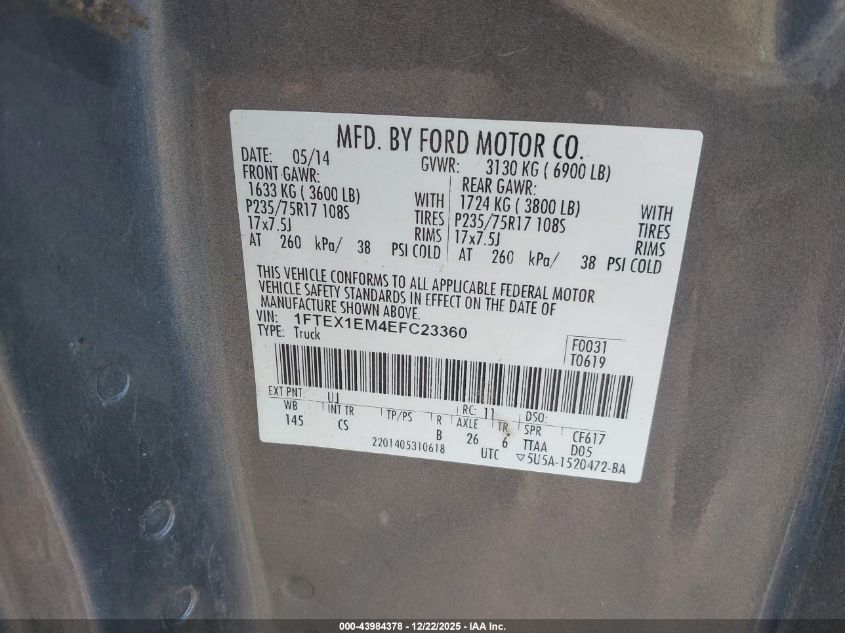 MFD. BY FORD MOTOR CO.
DATE: 05/14 GVWR: 3130 KG ( 6900 LB)
FRONT GAWR: REAR GAWR:
1633 KG ( 3600 LB) WITH 1724 KG ( 3800 LB) WITH
P235/75R17 108S TIRES P235/75R17 108S TIRES
17x7.5J RIMS 17x7.5J RIMS
AT 260 kPa/ 38 PSI COLD AT 260 kPa/ 38 PSI COLD
THIS VEHICLE CONFORMS TO ALL APPLICABLE FEDERAL MOTOR
VEHICLE SAFETY STANDARDS IN EFFECT ON THE DATE OF
MANUFACTURE SHOWN ABOVE.
VIN: 1FTEX1EM4EFC23360
TYPE: Truck
F0031
T0619
EXT PNT: UJ RC: 11 DSO:
WB INT TR TP/PS R AXLE TR SPR CF617
145 CS B 26 6 TTAA D05
2201405310618 UTC ▽5U5A-1520472-BA
000-43984378 - 12/22/2025 - IAA Inc.